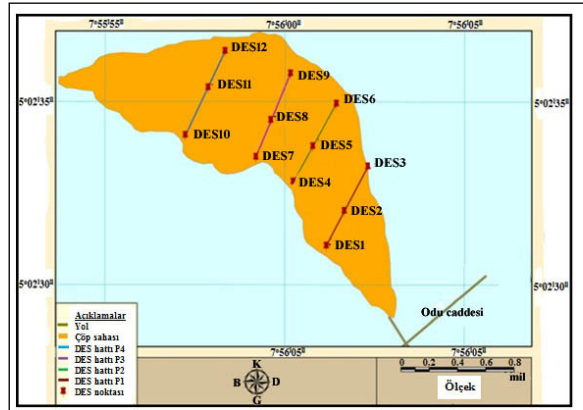 7°55'55" 7°56'00" 7°56'05"
DES12
DES9
DES11
DES6
5°02'35" 5°02'35"
DES8
DES10
DES5
DES7
DES3
DES4
DES2
DES1
5°02'30" 5°02'30"
Odu caddesi
Açıklamalar
Yol
Çöp sahası
DES hattı P4
DES hattı P3
DES hattı P2
DES hattı P1
DES noktası
7°56'05" 7°56'05"
K
B D
G
0 0.2 0.4 0.6 0.8
mil
Ölçek